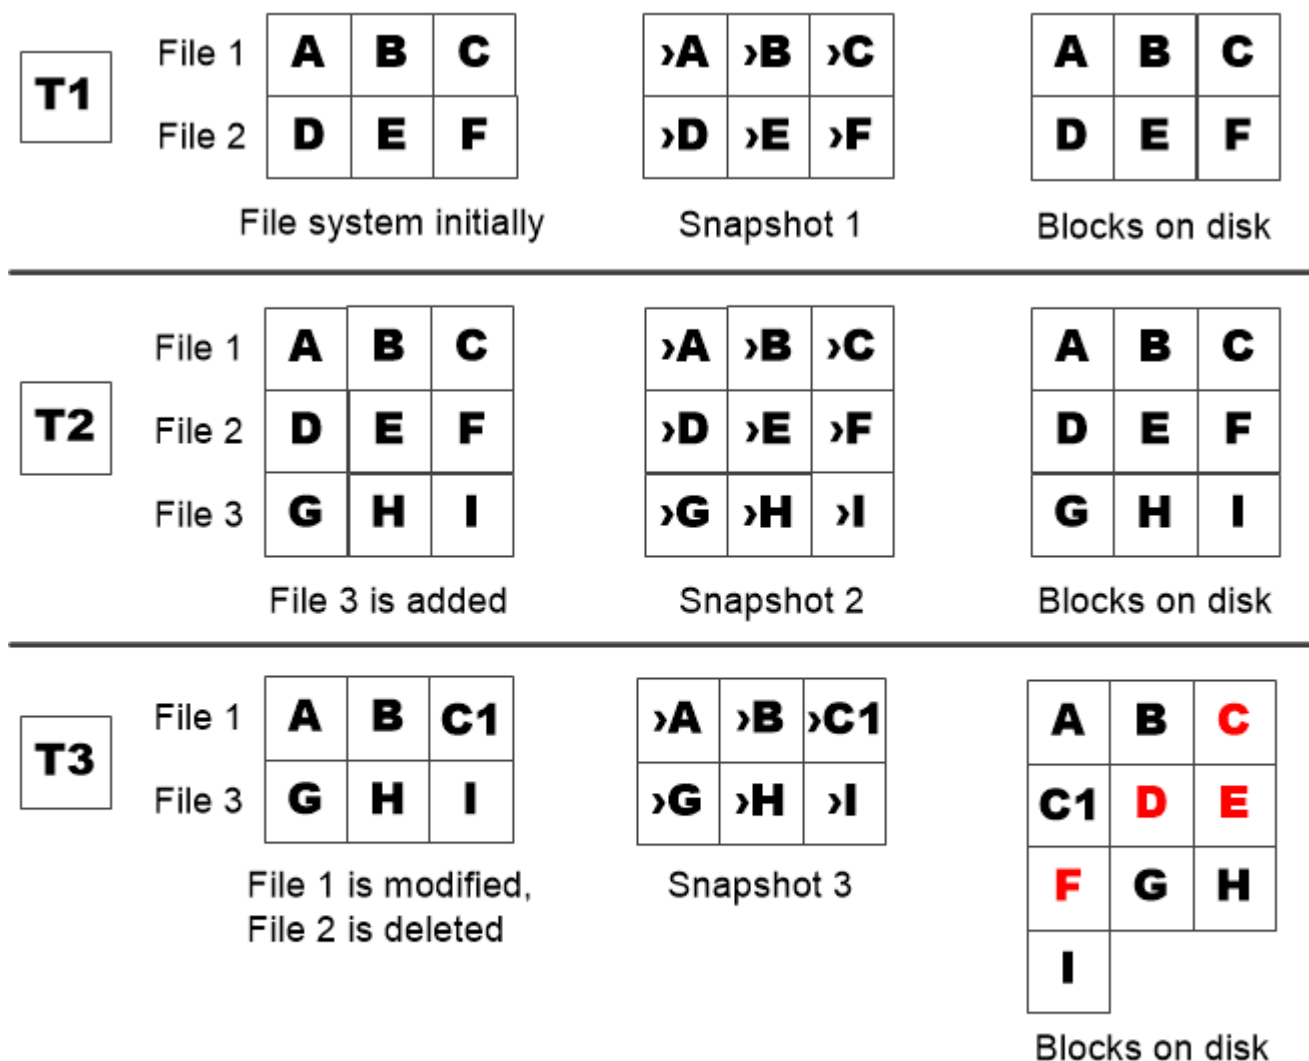 T1
File 1 A B C ›A ›B ›C A B C
File 2 D E F ›D ›E ›F D E F
File system initially Snapshot 1 Blocks on disk
T2
File 1 A B C ›A ›B ›C A B C
File 2 D E F ›D ›E ›F D E F
File 3 G H I ›G ›H ›I G H I
File 3 is added Snapshot 2 Blocks on disk
T3
File 1 A B C1 ›A ›B ›C1 A B C
File 3 G H I ›G ›H ›I C1 D E
File 1 is modified, Snapshot 3 F G H
File 2 is deleted
I
Blocks on disk